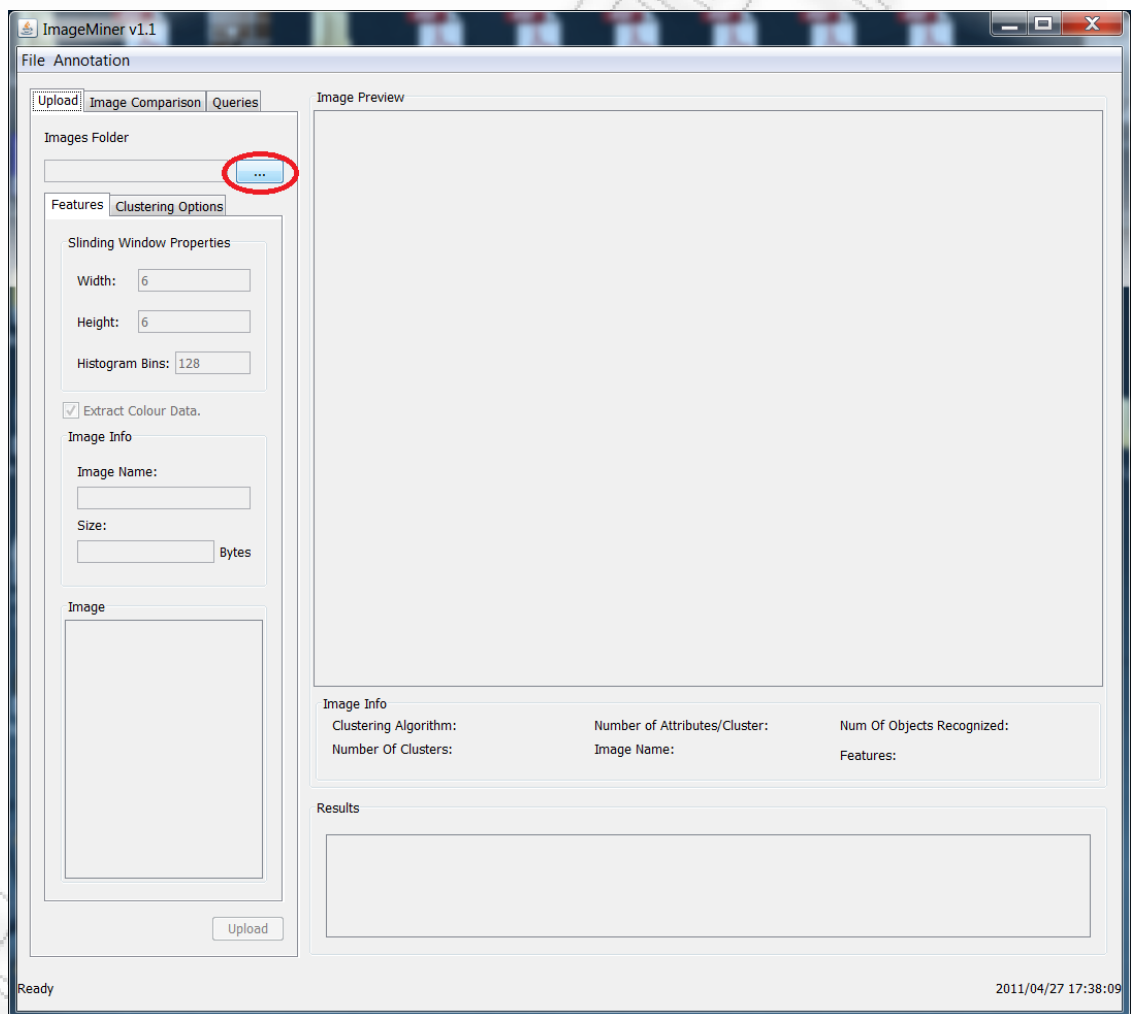 ImageMiner v1.1
File Annotation
Upload Image Comparison Queries
Images Folder
...
Features Clustering Options
Slinding Window Properties
Width: 6
Height: 6
Histogram Bins: 128
Extract Colour Data.
Image Info
Image Name:
Size:
Bytes
Image
Upload
Image Preview
Image Info
Clustering Algorithm: Number of Attributes/Cluster: Num Of Objects Recognized:
Number Of Clusters: Image Name: Features:
Results
Ready 2011/04/27 17:38:09